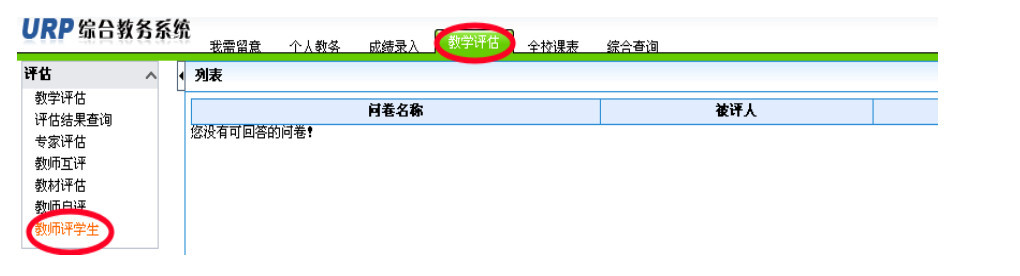 URP 综合教务系统
我需留意 个人教务 成绩录入 教学评估 全校课表 综合查询
评估 列表
教学评估
评估结果查询
专家评估
教师互评
教材评估
教师自评
教师评学生
问卷名称 被评人
您没有可回答的问卷!